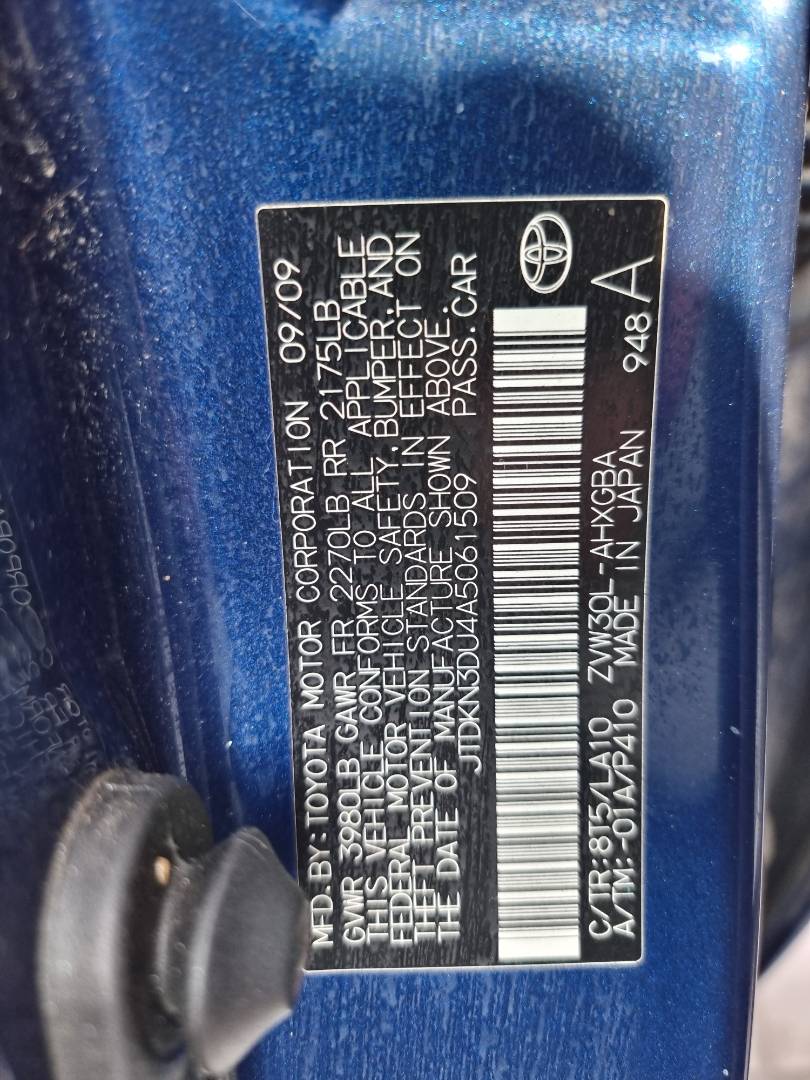 MFD.BY:TOYOTA MOTOR CORPORATION 09/09
GVWR 3980LB GAWR FR 2270LB RR 2175LB
THIS VEHICLE CONFORMS TO ALL APPLICABLE
FEDERAL MOTOR VEHICLE SAFETY,BUMPER,AND
THEFT PREVENTION STANDARDS IN EFFECT ON
THE DATE OF MANUFACTURE SHOWN ABOVE.
JTDKN3DU4A5061509 PASS.CAR
C/TR:8T5/LA10 ZVW30L-AHXGBA 948 A
A/TM:-01A/P410 MADE IN JAPAN